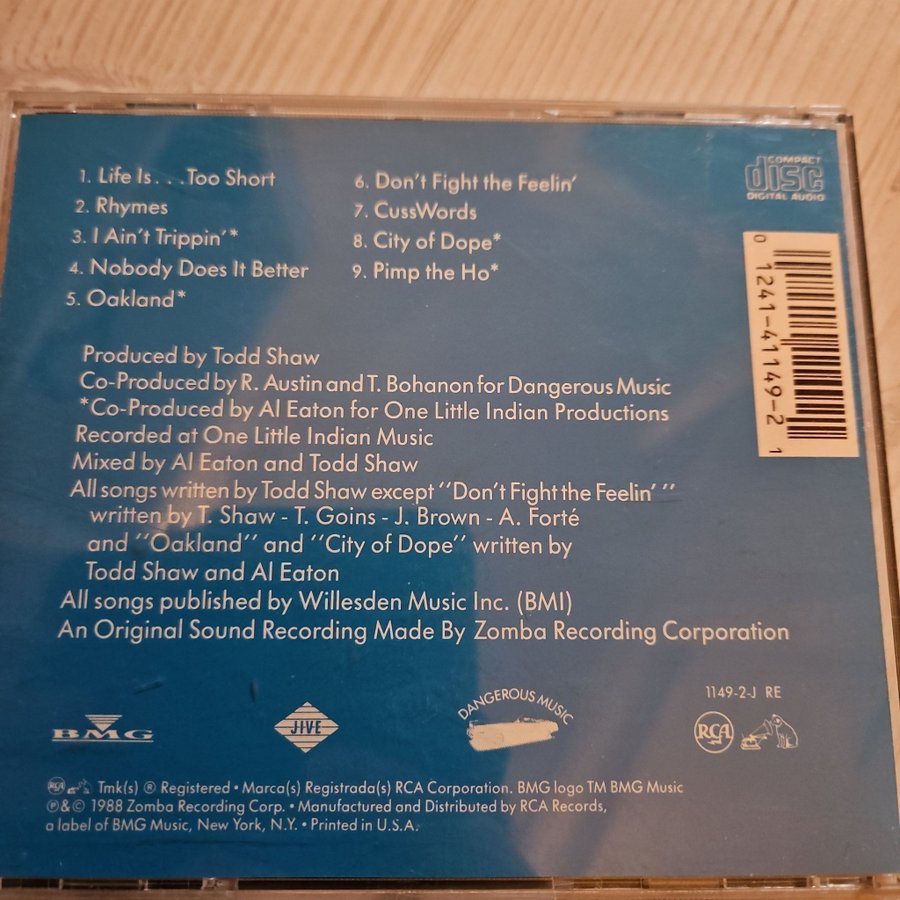 1. Life Is. . .Too Short
2. Rhymes
3. I Ain't Trippin'*
4. Nobody Does It Better
5. Oakland*
6. Don't Fight the Feelin'
7. CussWords
8. City of Dope*
9. Pimp the Ho*
COMPACT
disc
DIGITAL AUDIO
0 1241-41149-2 1
Produced by Todd Shaw
Co-Produced by R. Austin and T. Bohanon for Dangerous Music
*Co-Produced by Al Eaton for One Little Indian Productions
Recorded at One Little Indian Music
Mixed by Al Eaton and Todd Shaw
All songs written by Todd Shaw except "Don't Fight the Feelin' "
written by T. Shaw - T. Goins - J. Brown - A. Forté
and "Oakland" and "City of Dope" written by
Todd Shaw and Al Eaton
All songs published by Willesden Music Inc. (BMI)
An Original Sound Recording Made By Zomba Recording Corporation
1149-2-J RE
BMG
JIVE
DANGEROUS MUSIC
RCA
RCA Tmk(s) ® Registered • Marca(s) Registrada(s) RCA Corporation. BMG logo TM BMG Music
℗&© 1988 Zomba Recording Corp. • Manufactured and Distributed by RCA Records,
a label of BMG Music, New York, N.Y. • Printed in U.S.A.